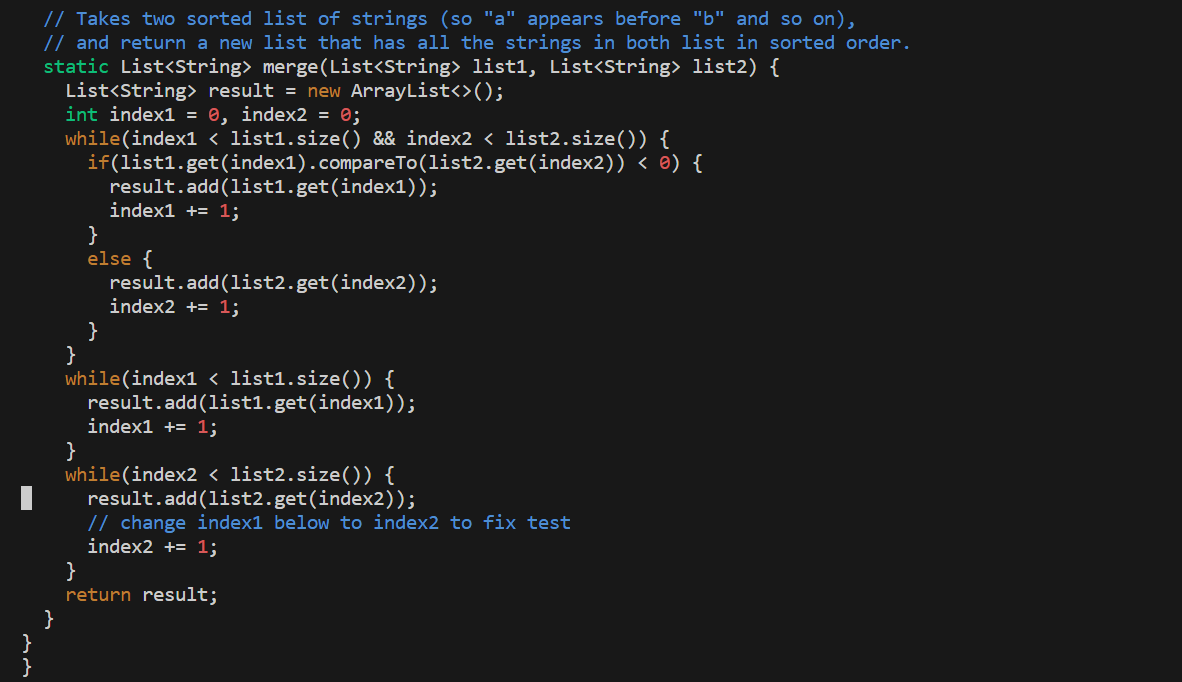 // Takes two sorted list of strings (so "a" appears before "b" and so on),
// and return a new list that has all the strings in both list in sorted order.
static List<String> merge(List<String> list1, List<String> list2) {
  List<String> result = new ArrayList<>();
  int index1 = 0, index2 = 0;
  while(index1 < list1.size() && index2 < list2.size()) {
    if(list1.get(index1).compareTo(list2.get(index2)) < 0) {
      result.add(list1.get(index1));
      index1 += 1;
    }
    else {
      result.add(list2.get(index2));
      index2 += 1;
    }
  }
  while(index1 < list1.size()) {
    result.add(list1.get(index1));
    index1 += 1;
  }
  while(index2 < list2.size()) {
    result.add(list2.get(index2));
    // change index1 below to index2 to fix test
    index2 += 1;
  }
  return result;
}
}
}